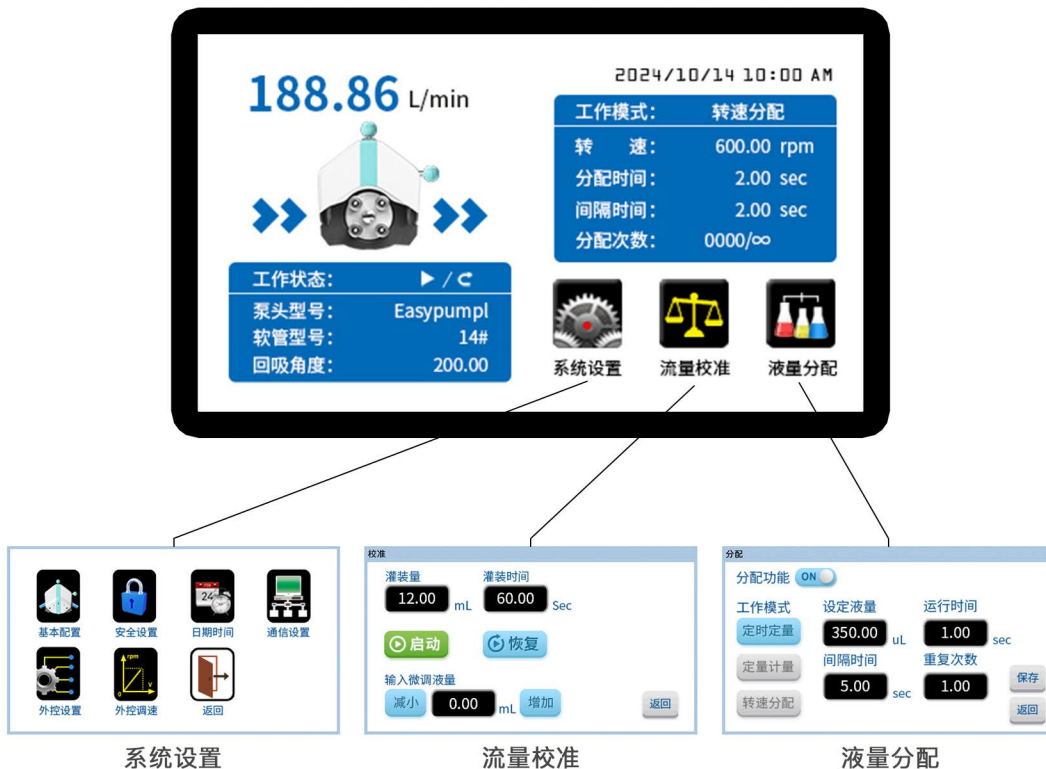 188.86 L/min
2024/10/14 10:00 AM
工作模式: 转速分配
转 速: 600.00 rpm
分配时间: 2.00 sec
间隔时间: 2.00 sec
分配次数: 0000/∞
工作状态: ▶ /
泵头型号: Easypumpl
软管型号: 14#
回吸角度: 200.00
系统设置 流量校准 液量分配
基本配置 安全设置 日期时间 通信设置
24
rpm
0 V
外控设置 外控调速 返回
系统设置
校准
灌装量 灌装时间
12.00 mL 60.00 Sec
启动 恢复
输入微调液量
减小 0.00 mL 增加 返回
流量校准
分配
分配功能 ON
工作模式 设定液量 运行时间
定时定量 350.00 uL 1.00 sec
定量计量 间隔时间 重复次数
5.00 sec 1.00 保存
转速分配 返回
液量分配